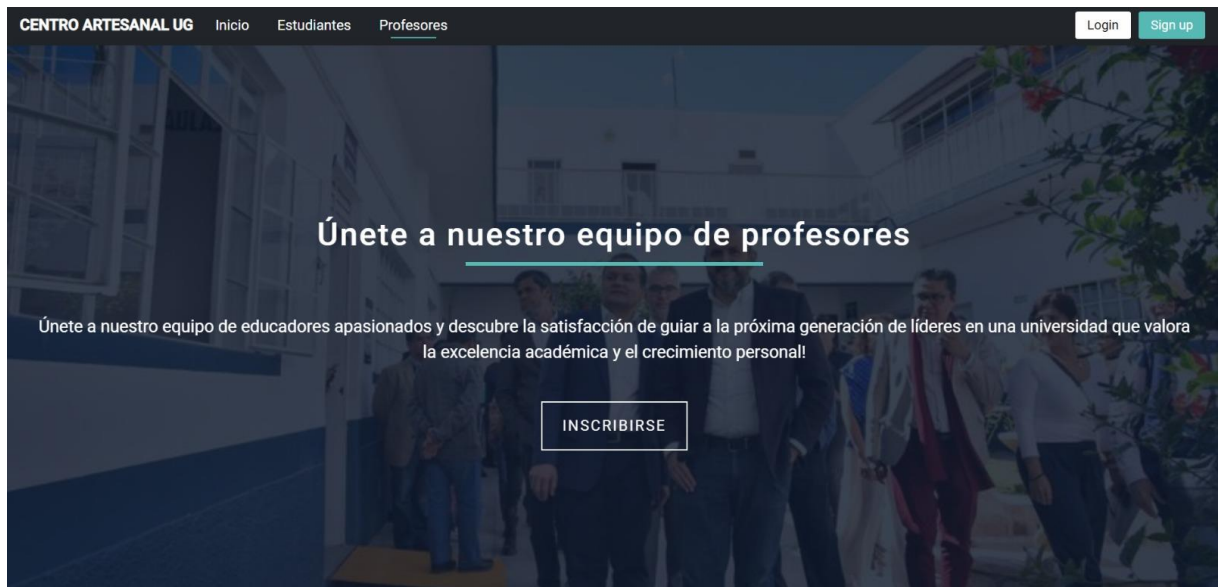 CENTRO ARTESANAL UG Inicio Estudiantes Profesores Login Sign up
AULAS
Únete a nuestro equipo de profesores
Únete a nuestro equipo de educadores apasionados y descubre la satisfacción de guiar a la próxima generación de líderes en una universidad que valora
la excelencia académica y el crecimiento personal!
INSCRIBIRSE